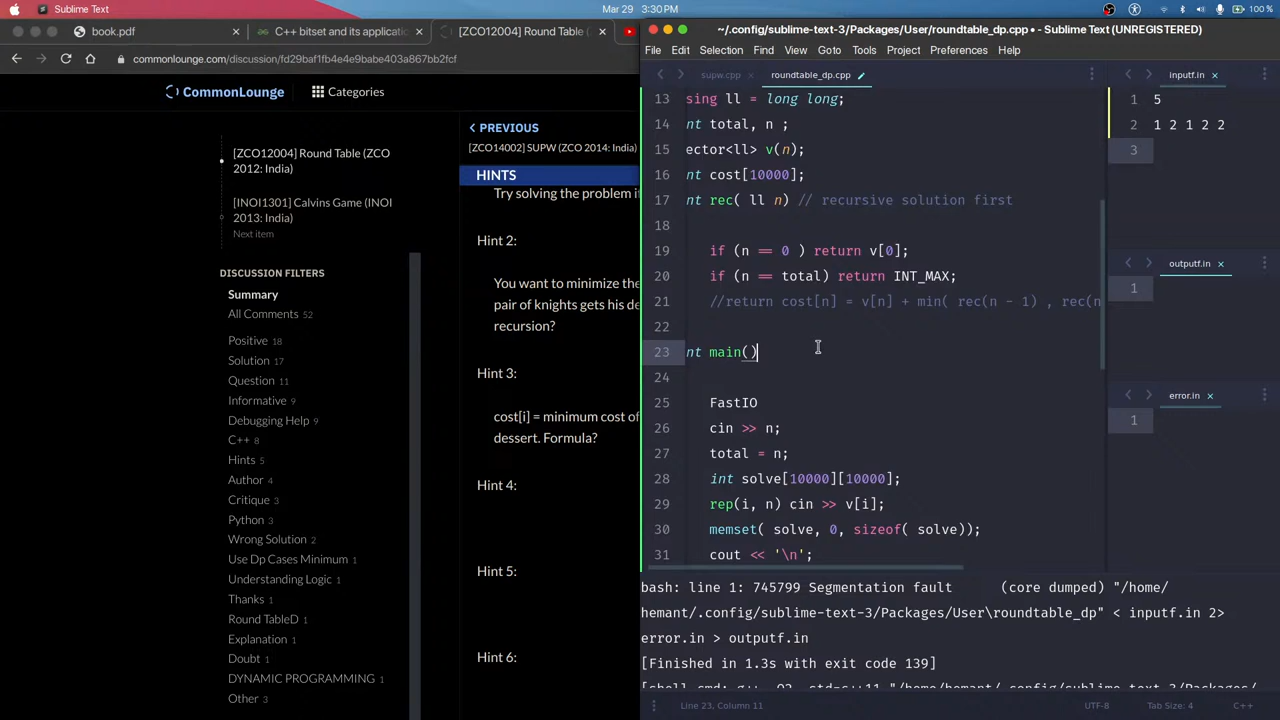 Sublime Text
Mar 29 3:30PM
100 %
book.pdf
C++ bitset and its applicatio
[ZCO12004] Round Table (
commonlounge.com/discussion/fd29baf1fb4e4e9babe403a867bbc6cf
CommonLounge
Categories
[ZCO12004] Round Table (ZCO
2012: India)
[INOI1301] Calvins Game (INOI
2013: India)
Next item
DISCUSSION FILTERS
Summary
All Comments 52
Positive 18
Solution 17
Question 11
Informative 9
Debugging Help 9
C++ 8
Hints 5
Author 4
Critique 3
Python 3
Wrong Solution 2
Use Dp Cases Minimum 1
Understanding Logic 1
Thanks 1
Round TableD 1
Explanation 1
Doubt 1
DYNAMIC PROGRAMMING 1
Other 3
PREVIOUS
[ZCO14002] SUPW (ZCO 2014: India)
HINTS
Try solving the problem i
Hint 2:
You want to minimize the
pair of knights gets his de
recursion?
Hint 3:
cost[i] = minimum cost of
dessert. Formula?
Hint 4:
Hint 5:
Hint 6:
~/.config/sublime-text-3/Packages/User/roundtable_dp.cpp • - Sublime Text (UNREGISTERED)
File Edit Selection Find View Goto Tools Project Preferences Help
supw.cpp
roundtable_dp.cpp
13 sing ll = long long;
14 nt total, n ;
15 ector<ll> v(n);
16 nt cost[10000];
17 nt rec( ll n) // recursive solution first
18
19 if (n == 0 ) return v[0];
20 if (n == total) return INT_MAX;
21 //return cost[n] = v[n] + min( rec(n - 1) , rec(n
22
23 nt main()
24
25 FastIO
26 cin >> n;
27 total = n;
28 int solve[10000][10000];
29 rep(i, n) cin >> v[i];
30 memset( solve, 0, sizeof( solve));
31 cout << '\n';
inputf.in
1 5
2 1 2 1 2 2
3
outputf.in
1
error.in
1
bash: line 1: 745799 Segmentation fault (core dumped) "/home/
hemant/.config/sublime-text-3/Packages/User\roundtable_dp" < inputf.in 2>
error.in > outputf.in
[Finished in 1.3s with exit code 139]
Line 23, Column 11
UTF-8
Tab Size: 4
C++